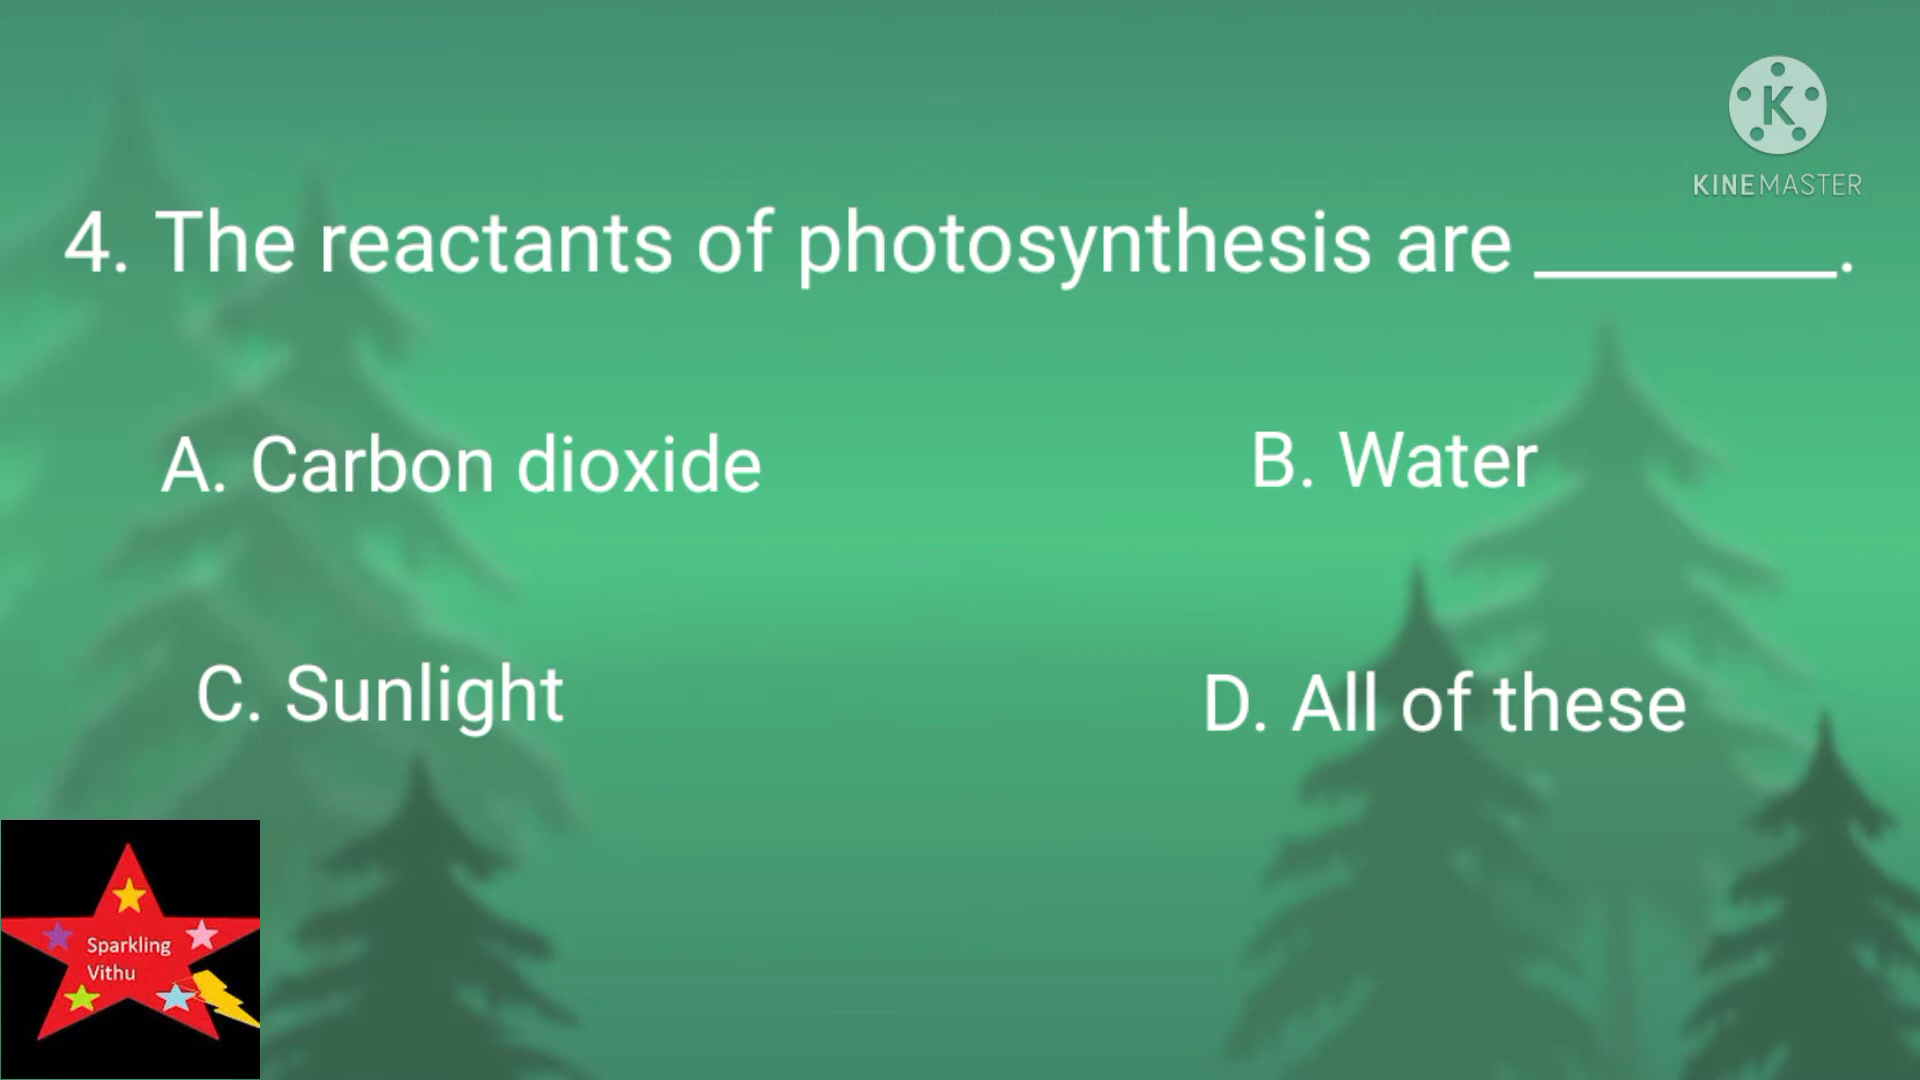 KINEMASTER
4. The reactants of photosynthesis are ________.
A. Carbon dioxide
B. Water
C. Sunlight
D. All of these
Sparkling
Vithu